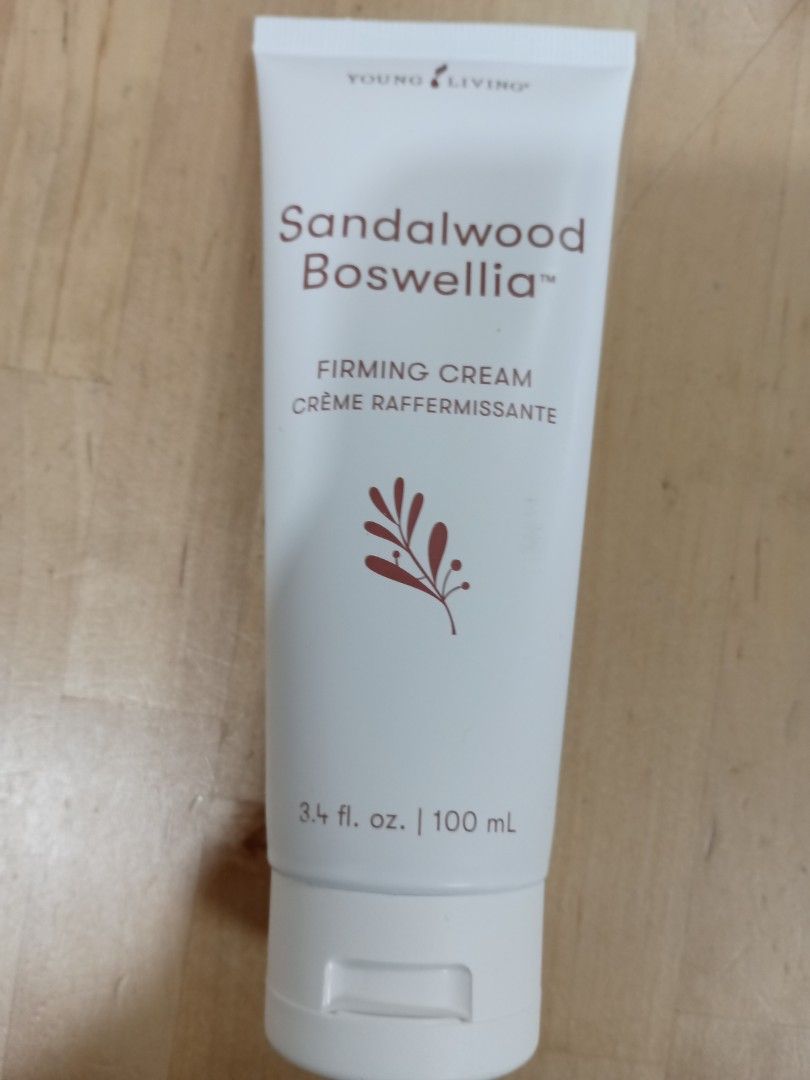 YOUNG LIVING®
Sandalwood
Boswellia™
FIRMING CREAM
CRÈME RAFFERMISSANTE
3.4 fl. oz. | 100 mL